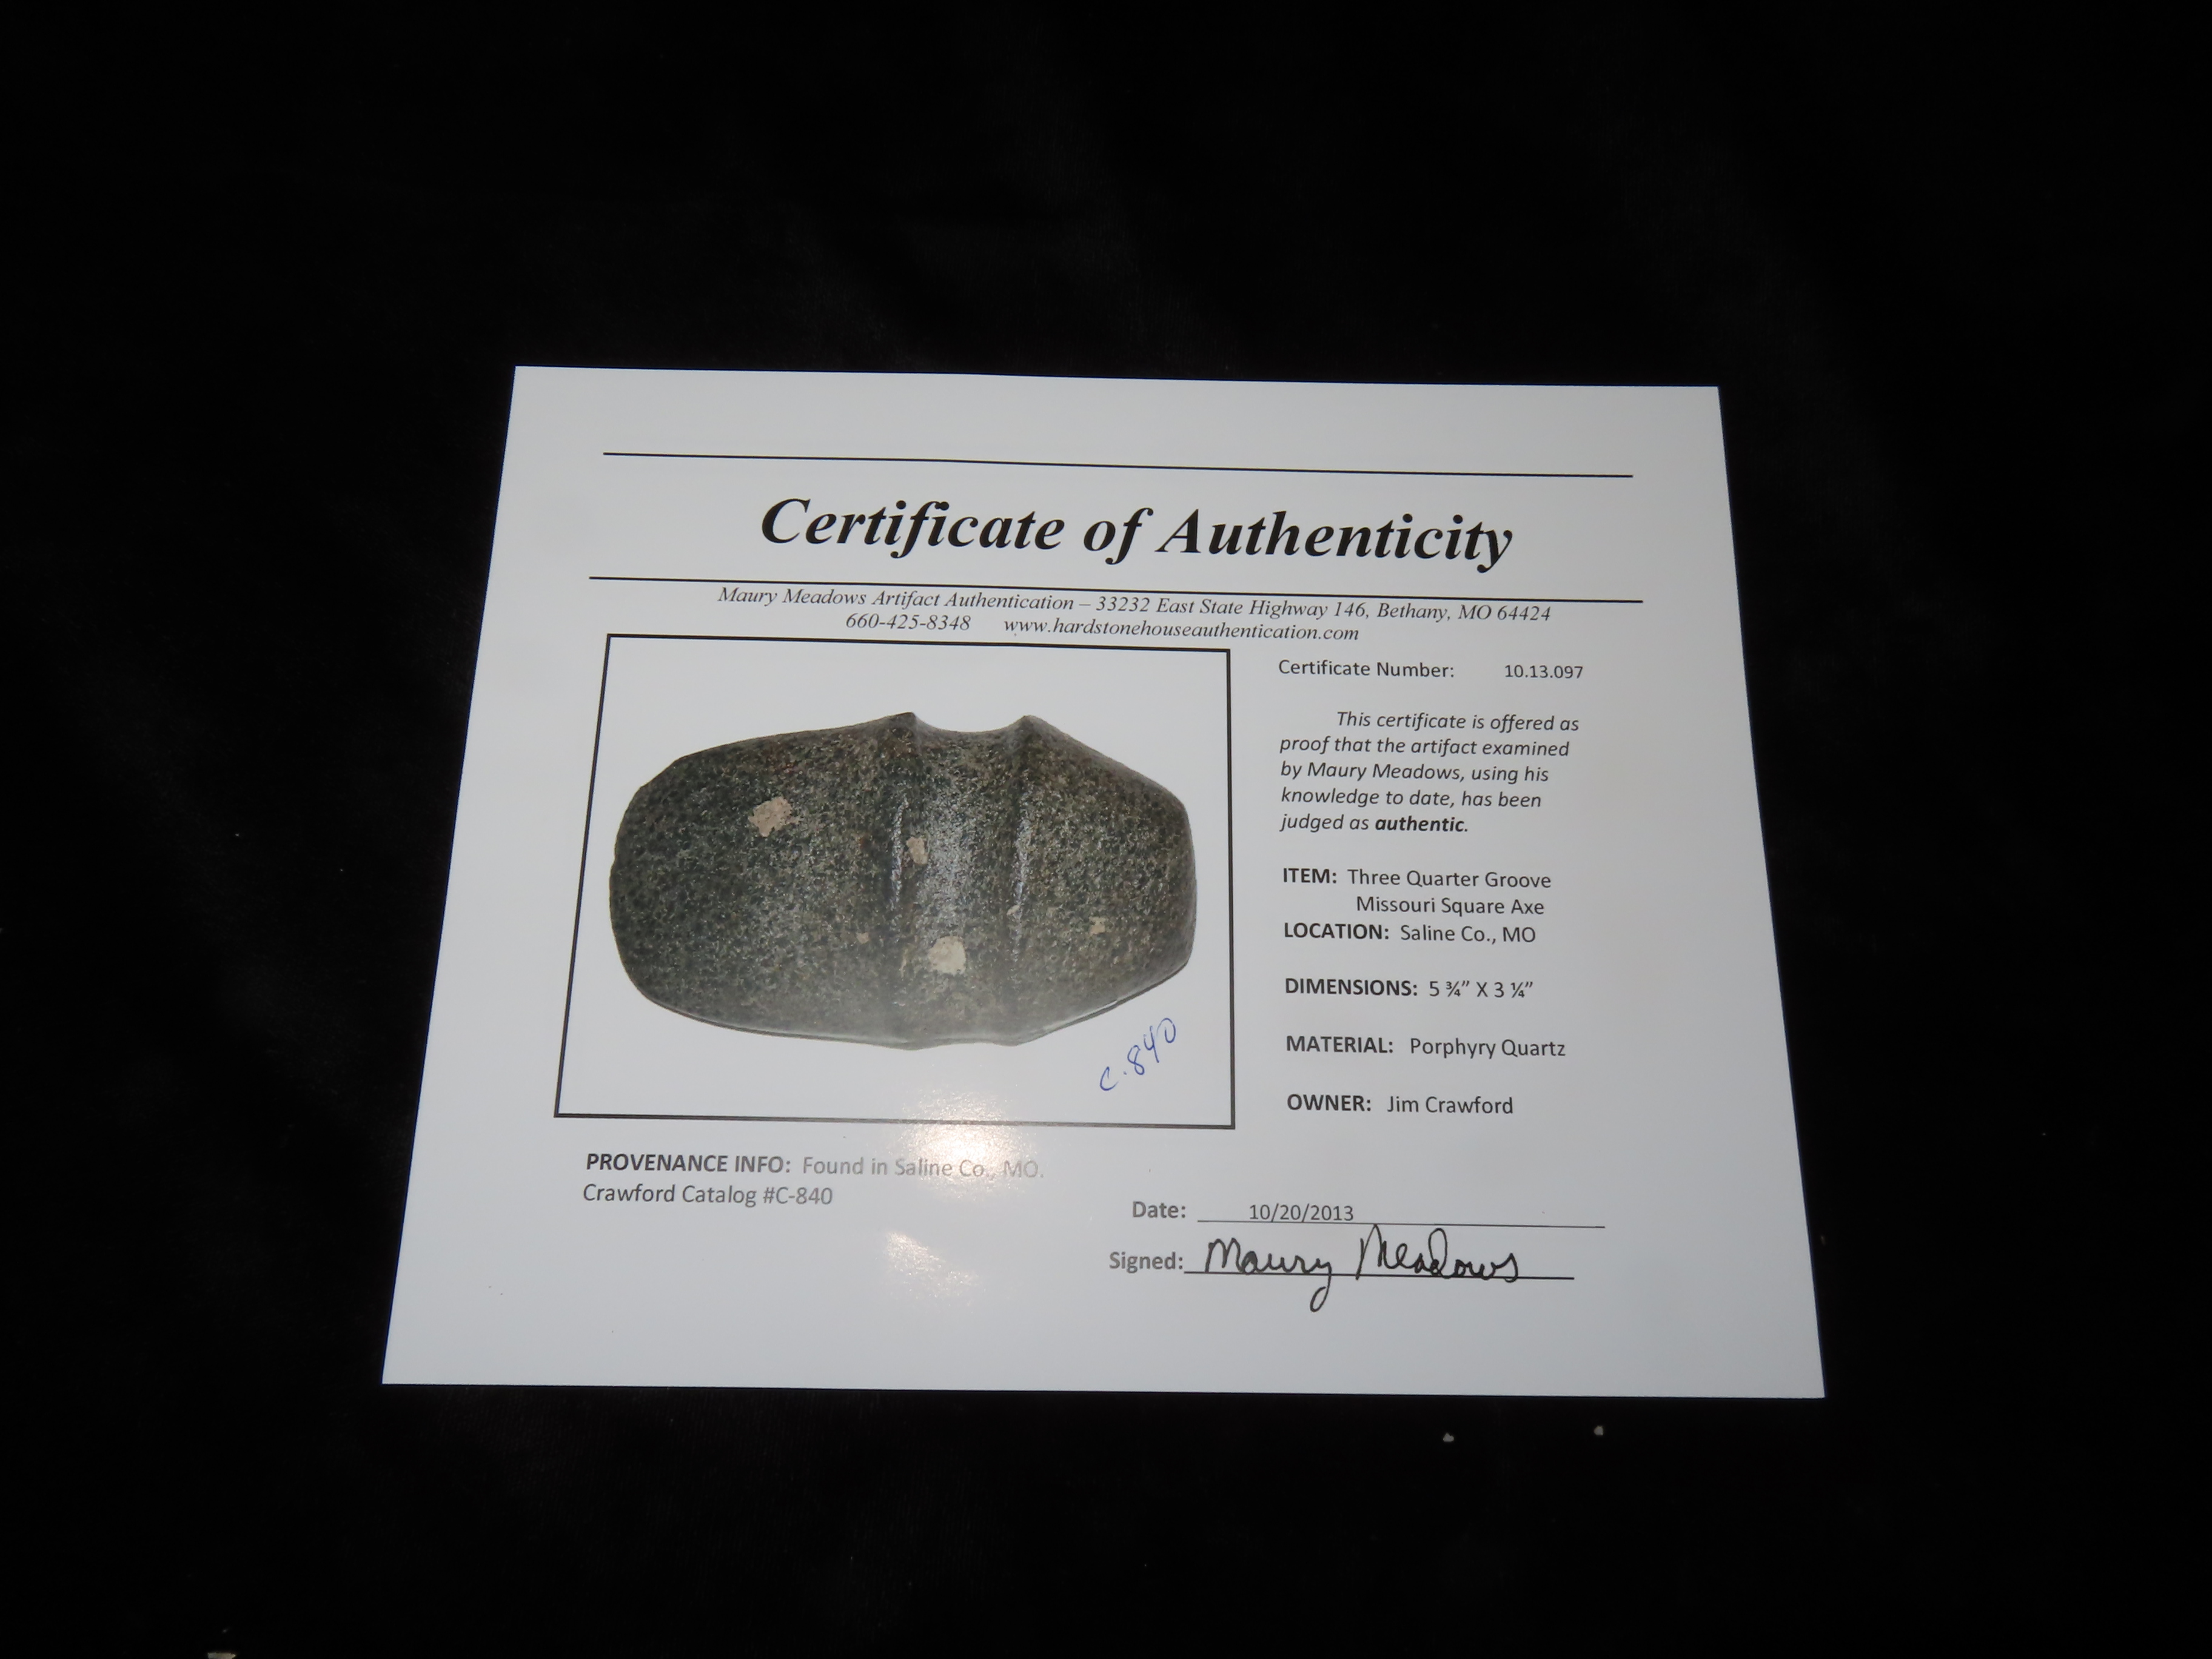 Certificate of Authenticity
Maury Meadows Artifact Authentication – 33232 East State Highway 146, Bethany, MO 64424
660-425-8348 www.hardstonehouseauthentication.com
Certificate Number: 10.13.097
This certificate is offered as
proof that the artifact examined
by Maury Meadows, using his
knowledge to date, has been
judged as authentic.
ITEM: Three Quarter Groove
Missouri Square Axe
LOCATION: Saline Co., MO
DIMENSIONS: 5 ¾” X 3 ¼”
MATERIAL: Porphyry Quartz
OWNER: Jim Crawford
C.840
PROVENANCE INFO: Found in Saline Co., MO.
Crawford Catalog #C-840
Date: 10/20/2013
Signed: Maury Meadows